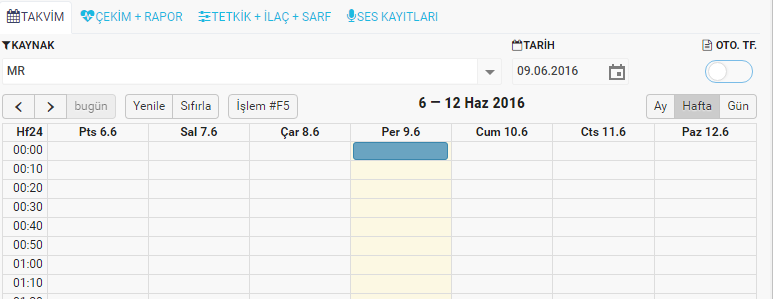 TAKVİM ÇEKİM + RAPOR TETKİK + İLAÇ + SARF SES KAYITLARI
KAYNAK TARİH OTO. TF.
MR 09.06.2016
bugün Yenile Sıfırla İşlem #F5 6 — 12 Haz 2016 Ay Hafta Gün
Hf24 Pts 6.6 Sal 7.6 Çar 8.6 Per 9.6 Cum 10.6 Cts 11.6 Paz 12.6
00:00
00:10
00:20
00:30
00:40
00:50
01:00
01:10